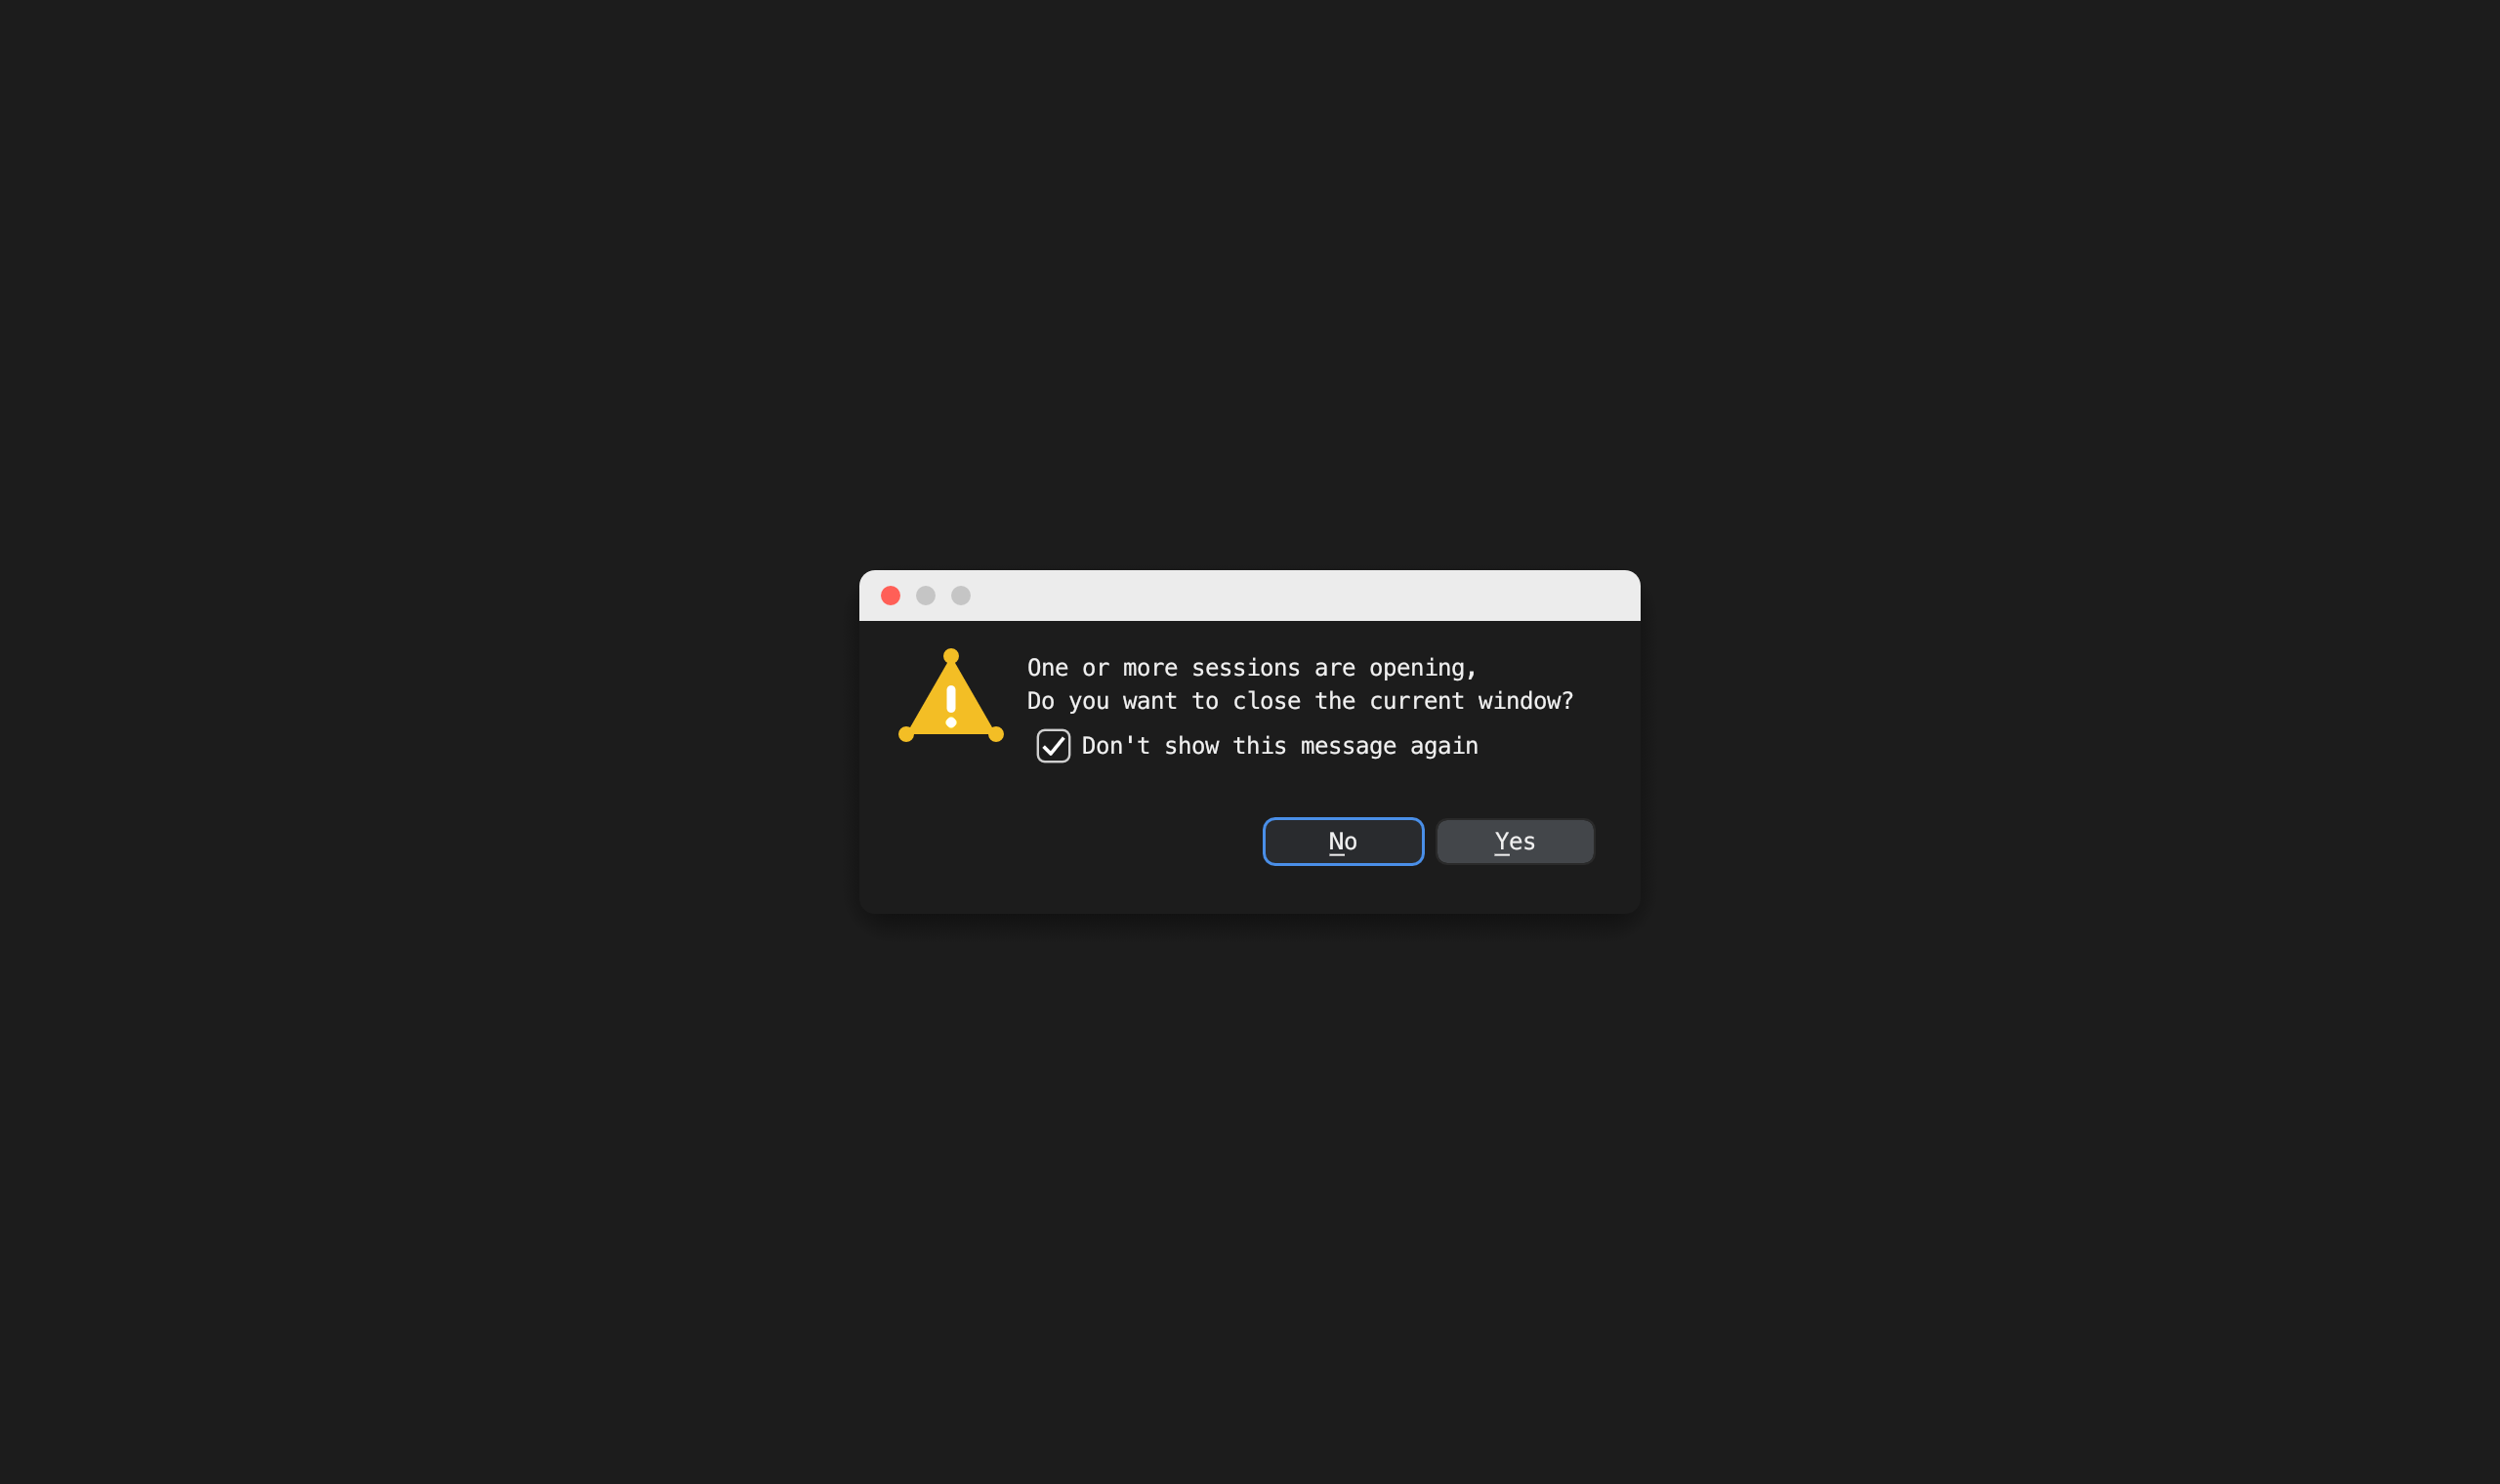 One or more sessions are opening,
Do you want to close the current window?
Don't show this message again
No
Yes